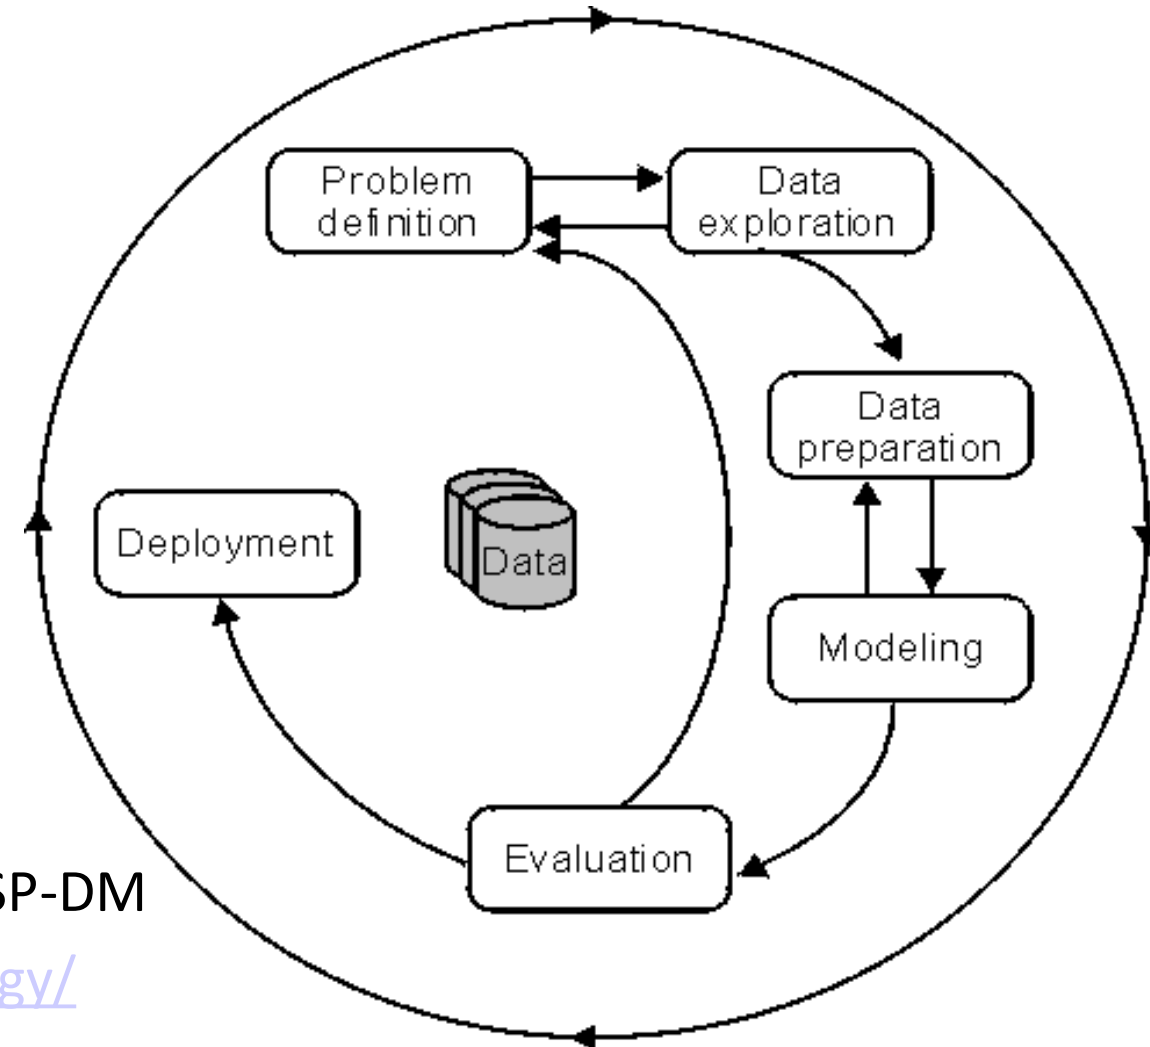 Problem
definition
Data
exploration
Data
preparation
Deployment
Data
Modeling
Evaluation
SP-DM
gy/